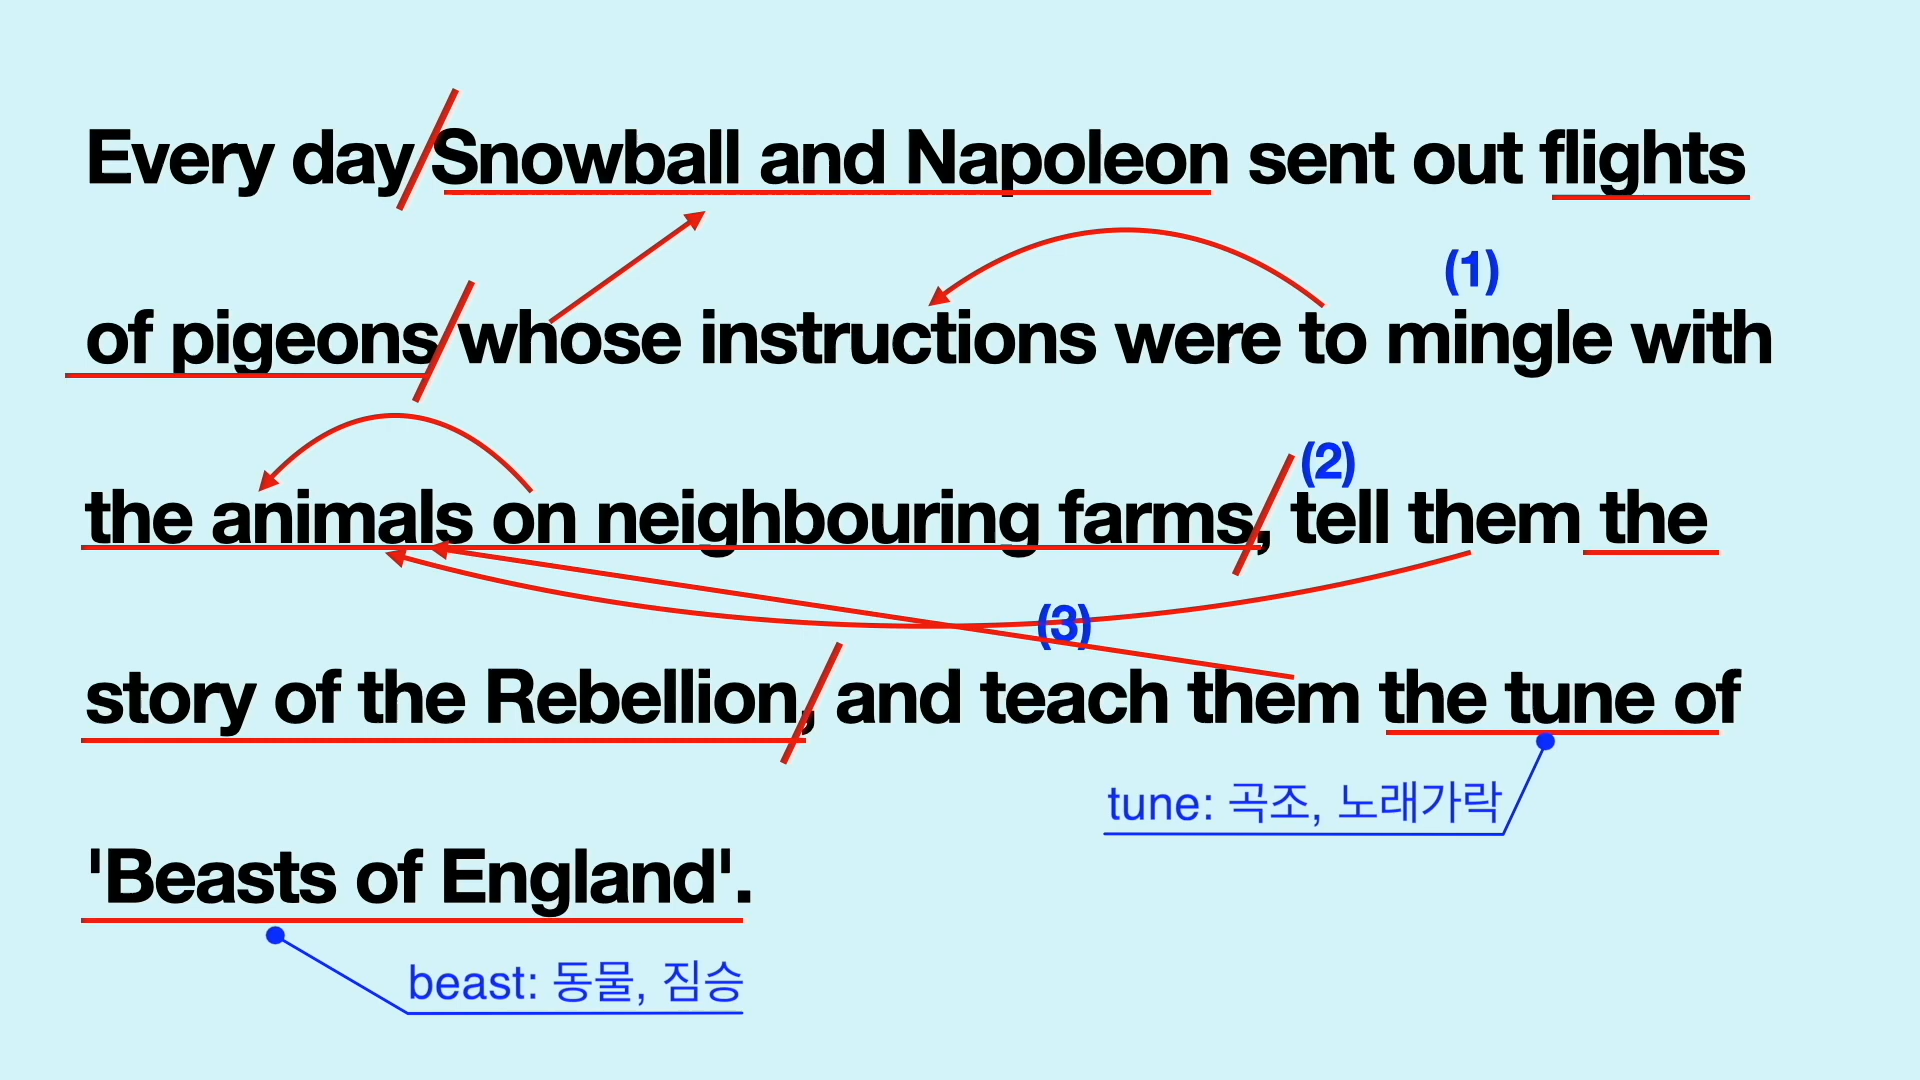 Every day Snowball and Napoleon sent out flights
(1)
of pigeons whose instructions were to mingle with
(2)
the animals on neighbouring farms, tell them the
(3)
story of the Rebellion, and teach them the tune of
tune: 곡조, 노래가락
'Beasts of England'.
beast: 동물, 짐승